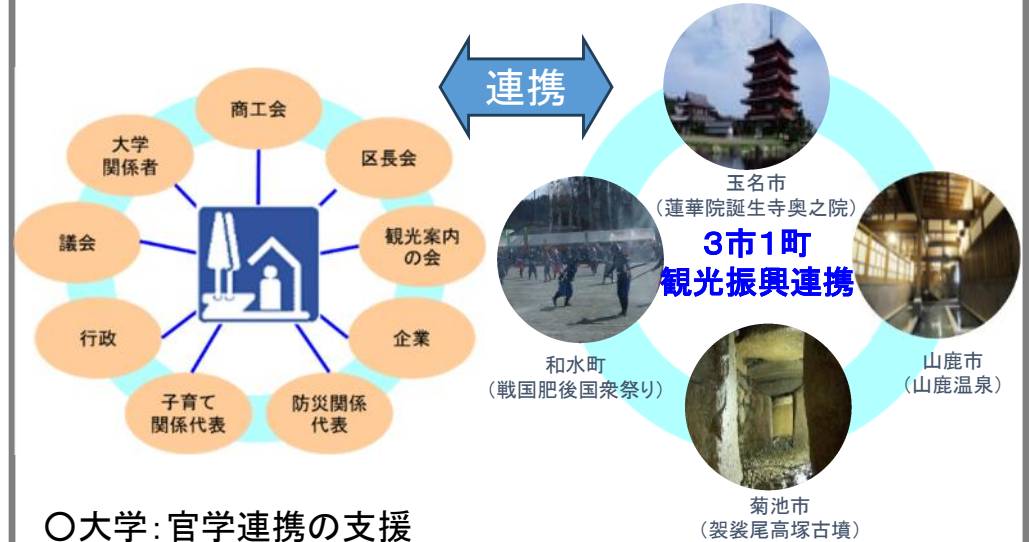 連携
商工会
大学
関係者
区長会
議会
観光案内
の会
行政
企業
子育て
関係代表
防災関係
代表
玉名市
（蓮華院誕生寺奥之院）
3市1町
観光振興連携
和水町
（戦国肥後国衆祭り）
山鹿市
（山鹿温泉）
菊池市
（袈裟尾高塚古墳）
〇大学：官学連携の支援